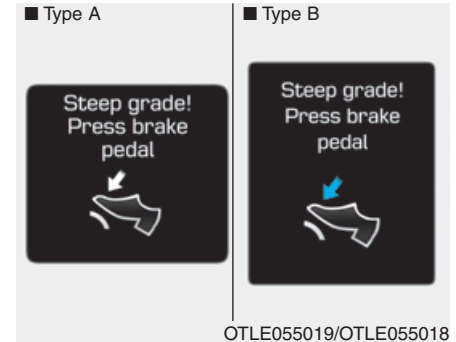 ■ Type A
Steep grade!
Press brake
pedal
■ Type B
Steep grade!
Press brake
pedal
OTLE055019/OTLE055018